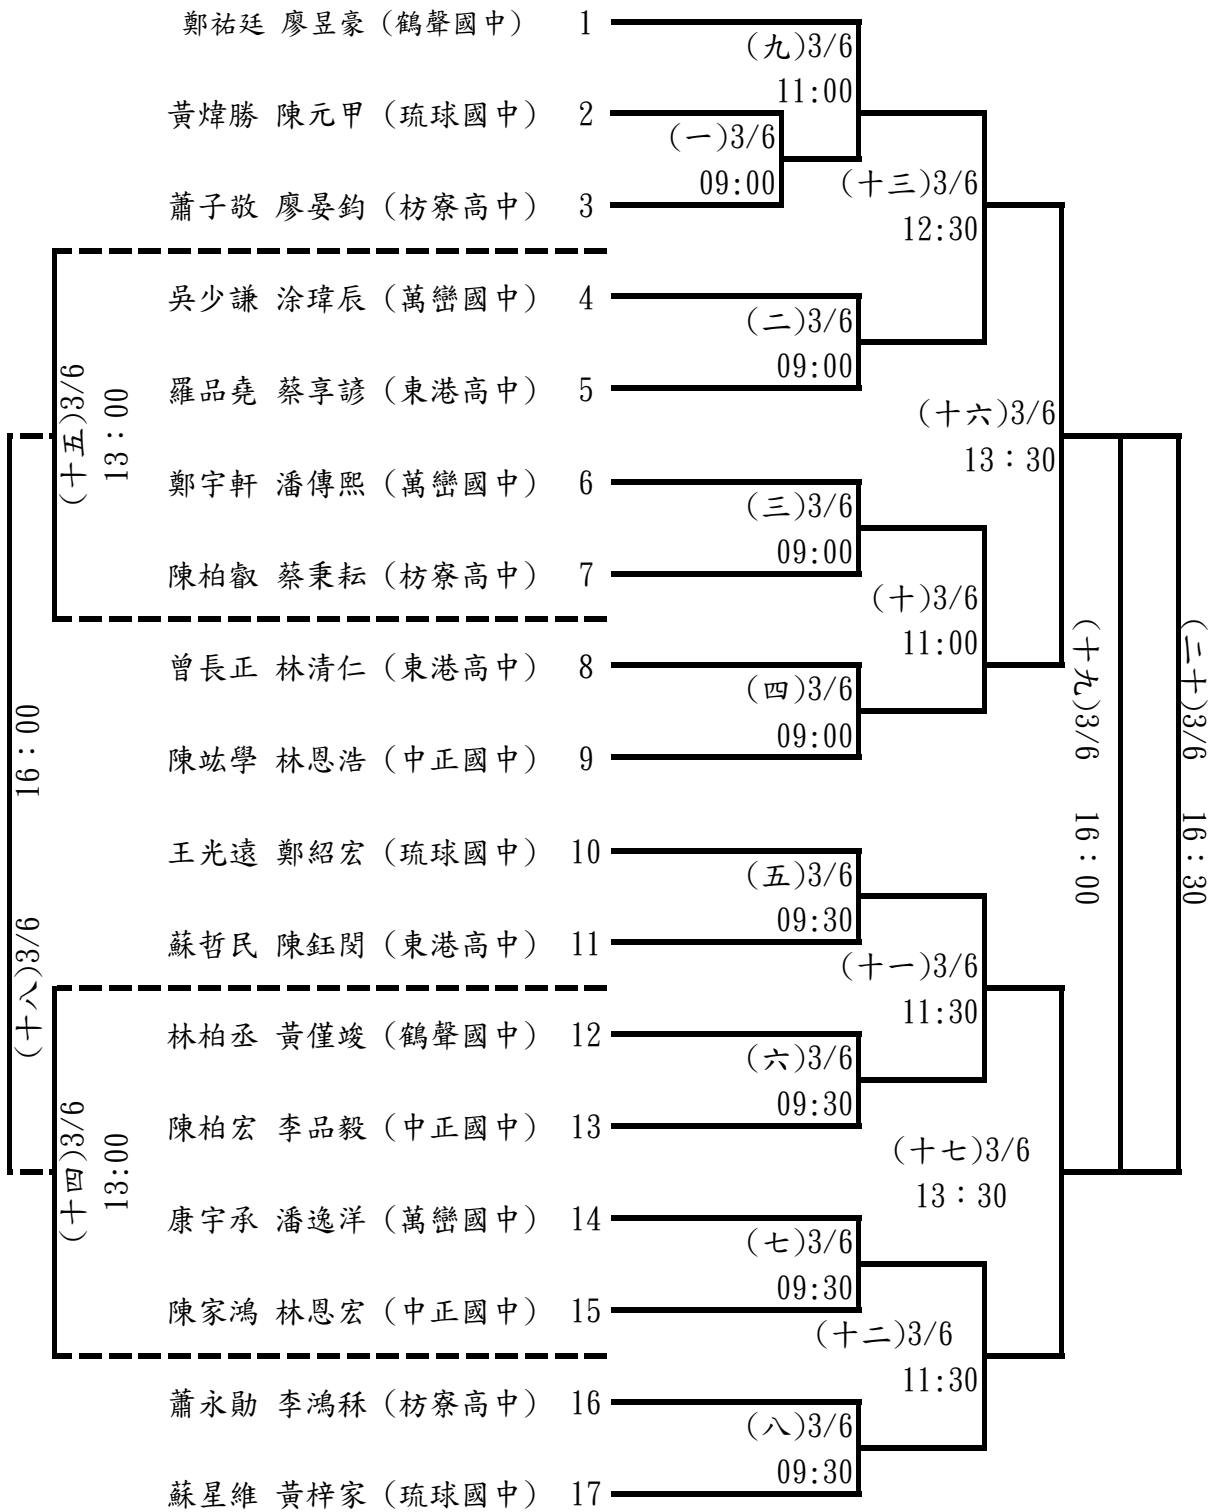 鄭祐廷 廖昱豪 (鶴聲國中) 1
(九)3/6
11:00
黃煒勝 陳元甲 (琉球國中) 2
(一)3/6
09:00
蕭子敬 廖晏鈞 (枋寮高中) 3
(十三)3/6
12:30
吳少謙 涂瑋辰 (萬巒國中) 4
(二)3/6
09:00
羅品堯 蔡享諺 (東港高中) 5
(十五)3/6
13:00
(十六)3/6
13:30
鄭宇軒 潘傳熙 (萬巒國中) 6
(三)3/6
09:00
陳柏叡 蔡秉耘 (枋寮高中) 7
(十)3/6
11:00
曾長正 林清仁 (東港高中) 8
(四)3/6
09:00
陳竑學 林恩浩 (中正國中) 9
(十八)3/6 16:00
(十九)3/6 16:00
(二十)3/6 16:30
王光遠 鄭紹宏 (琉球國中) 10
(五)3/6
09:30
蘇哲民 陳鈺閔 (東港高中) 11
(十一)3/6
11:30
林柏丞 黃僅竣 (鶴聲國中) 12
(六)3/6
09:30
陳柏宏 李品毅 (中正國中) 13
(十四)3/6
13:00
(十七)3/6
13:30
康宇承 潘逸洋 (萬巒國中) 14
(七)3/6
09:30
陳家鴻 林恩宏 (中正國中) 15
(十二)3/6
11:30
蕭永勛 李鴻秝 (枋寮高中) 16
(八)3/6
09:30
蘇星維 黃梓家 (琉球國中) 17